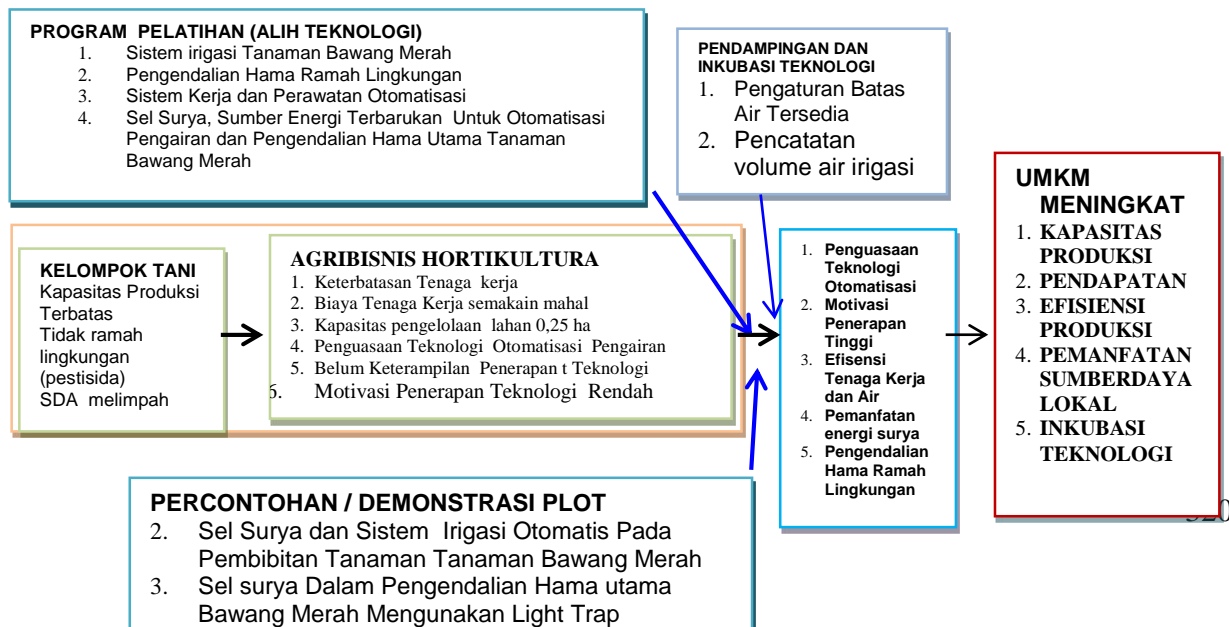 PROGRAM PELATIHAN (ALIH TEKNOLOGI)
1. Sistem irigasi Tanaman Bawang Merah
2. Pengendalian Hama Ramah Lingkungan
3. Sistem Kerja dan Perawatan Otomatisasi
4. Sel Surya, Sumber Energi Terbarukan Untuk Otomatisasi
Pengairan dan Pengendalian Hama Utama Tanaman
Bawang Merah
PENDAMPINGAN DAN
INKUBASI TEKNOLOGI
1. Pengaturan Batas
Air Tersedia
2. Pencatatan
volume air irigasi
KELOMPOK TANI
Kapasitas Produksi
Terbatas
Tidak ramah
lingkungan
(pestisida)
SDA melimpah
AGRIBISNIS HORTIKULTURA
1. Keterbatasan Tenaga kerja
2. Biaya Tenaga Kerja semakain mahal
3. Kapasitas pengelolaan lahan 0,25 ha
4. Penguasaan Teknologi Otomatisasi Pengairan
5. Belum Keterampilan Penerapan t Teknologi
6. Motivasi Penerapan Teknologi Rendah
1. Penguasaan
Teknologi
Otomatisasi
2. Motivasi
Penerapan
Tinggi
3. Efisensi
Tenaga Kerja
dan Air
4. Pemanfatan
energi surya
5. Pengendalian
Hama Ramah
Lingkungan
UMKM
MENINGKAT
1. KAPASITAS
PRODUKSI
2. PENDAPATAN
3. EFISIENSI
PRODUKSI
4. PEMANFATAN
SUMBERDAYA
LOKAL
5. INKUBASI
TEKNOLOGI
PERCONTOHAN / DEMONSTRASI PLOT
2. Sel Surya dan Sistem Irigasi Otomatis Pada
Pembibitan Tanaman Tanaman Bawang Merah
3. Sel surya Dalam Pengendalian Hama utama
Bawang Merah Mengunakan Light Trap